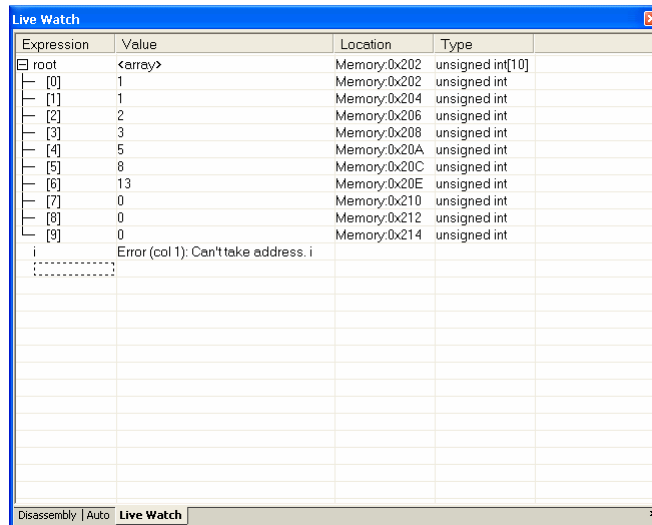 Live Watch
Expression Value Location Type
root <array> Memory:0x202 unsigned int[10]
[0] 1 Memory:0x202 unsigned int
[1] 1 Memory:0x204 unsigned int
[2] 2 Memory:0x206 unsigned int
[3] 3 Memory:0x208 unsigned int
[4] 5 Memory:0x20A unsigned int
[5] 8 Memory:0x20C unsigned int
[6] 13 Memory:0x20E unsigned int
[7] 0 Memory:0x210 unsigned int
[8] 0 Memory:0x212 unsigned int
[9] 0 Memory:0x214 unsigned int
i Error (col 1): Can't take address. i
Disassembly | Auto Live Watch